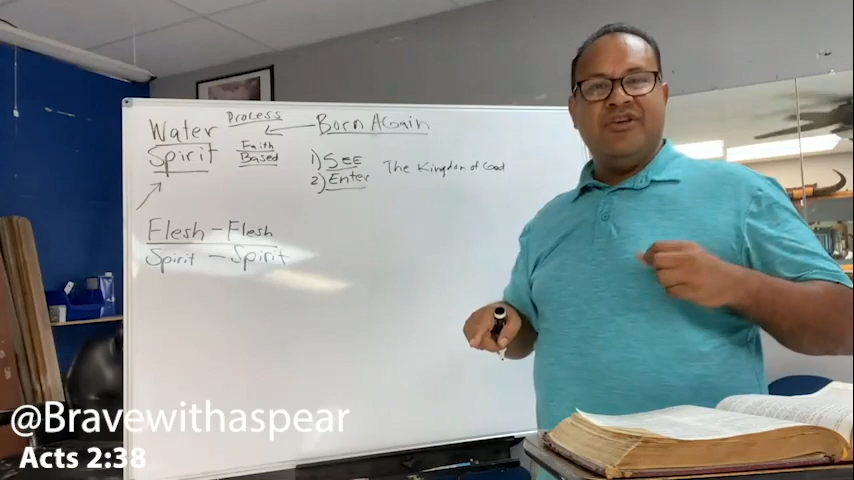 Water
Spirit
Process
Faith
Based
Born Again
1) SEE
2) Enter
The Kingdom of God
Flesh - Flesh
Spirit - Spirit
@Bravewithaspear
Acts 2:38